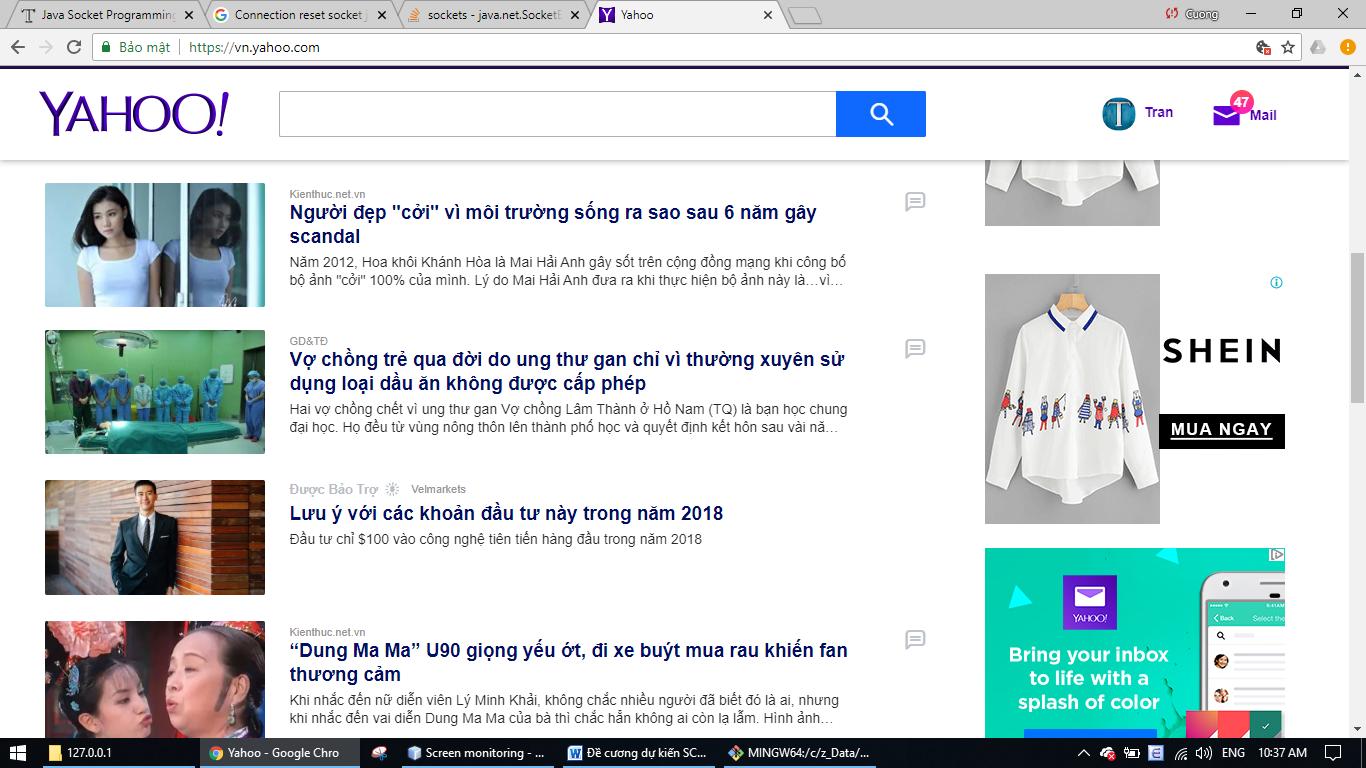 Java Socket Programming
Connection reset socket j
sockets - java.net.SocketE
Yahoo
Cuong
Bảo mật
https://vn.yahoo.com
YAHOO!
T
Tran
47
Mail
Kienthuc.net.vn
Người đẹp "cởi" vì môi trường sống ra sao sau 6 năm gây
scandal
Năm 2012, Hoa khôi Khánh Hòa là Mai Hải Anh gây sốt trên cộng đồng mạng khi công bố
bộ ảnh "cởi" 100% của mình. Lý do Mai Hải Anh đưa ra khi thực hiện bộ ảnh này là…vì…
GD&TĐ
Vợ chồng trẻ qua đời do ung thư gan chỉ vì thường xuyên sử
dụng loại dầu ăn không được cấp phép
Hai vợ chồng chết vì ung thư gan Vợ chồng Lâm Thành ở Hồ Nam (TQ) là bạn học chung
đại học. Họ đều từ vùng nông thôn lên thành phố học và quyết định kết hôn sau vài nă…
Được Bảo Trợ
Velmarkets
Lưu ý với các khoản đầu tư này trong năm 2018
Đầu tư chỉ $100 vào công nghệ tiên tiến hàng đầu trong năm 2018
Kienthuc.net.vn
“Dung Ma Ma” U90 giọng yếu ớt, đi xe buýt mua rau khiến fan
thương cảm
Khi nhắc đến nữ diễn viên Lý Minh Khải, không chắc nhiều người đã biết đó là ai, nhưng
khi nhắc đến vai diễn Dung Ma Ma của bà thì chắc hẳn không ai còn lạ lẫm. Hình ảnh…
SHEIN
MUA NGAY
YAHOO!
Bring your inbox
to life with a
splash of color
9:41AM
Back
Select the
127.0.0.1
Yahoo - Google Chro
Screen monitoring - ...
Đề cương dự kiến SC...
MINGW64:/c/z_Data/...
ENG
10:37 AM